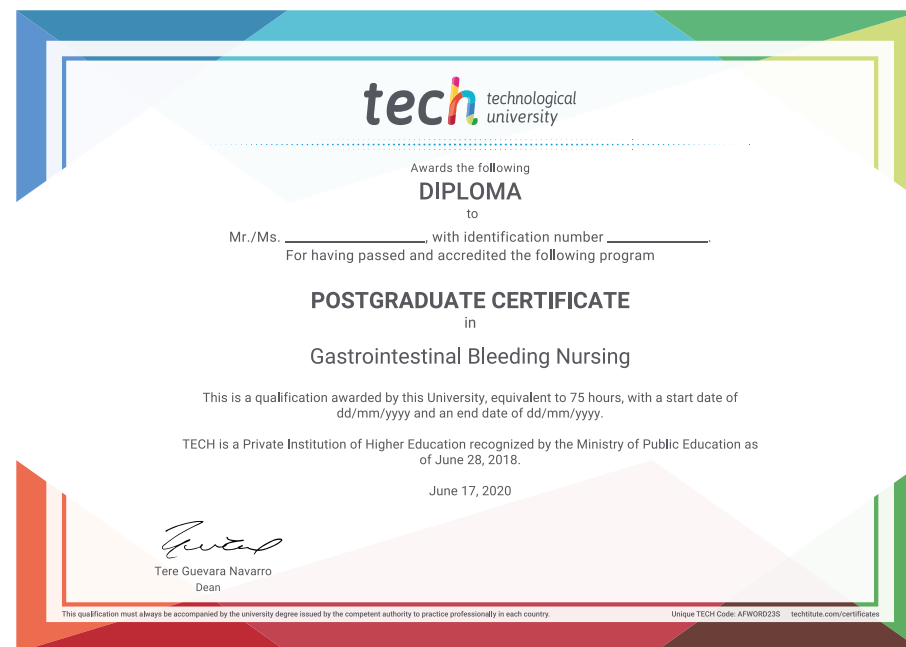 tech technological
university
Awards the following
DIPLOMA
to
Mr./Ms. ____________________, with identification number ______________.
For having passed and accredited the following program
POSTGRADUATE CERTIFICATE
in
Gastrointestinal Bleeding Nursing
This is a qualification awarded by this University, equivalent to 75 hours, with a start date of
dd/mm/yyyy and an end date of dd/mm/yyyy.
TECH is a Private Institution of Higher Education recognized by the Ministry of Public Education as
of June 28, 2018.
June 17, 2020
Tere Guevara Navarro
Dean
This qualification must always be accompanied by the university degree issued by the competent authority to practice professionally in each country. Unique TECH Code: AFWORD23S techtitute.com/certificates